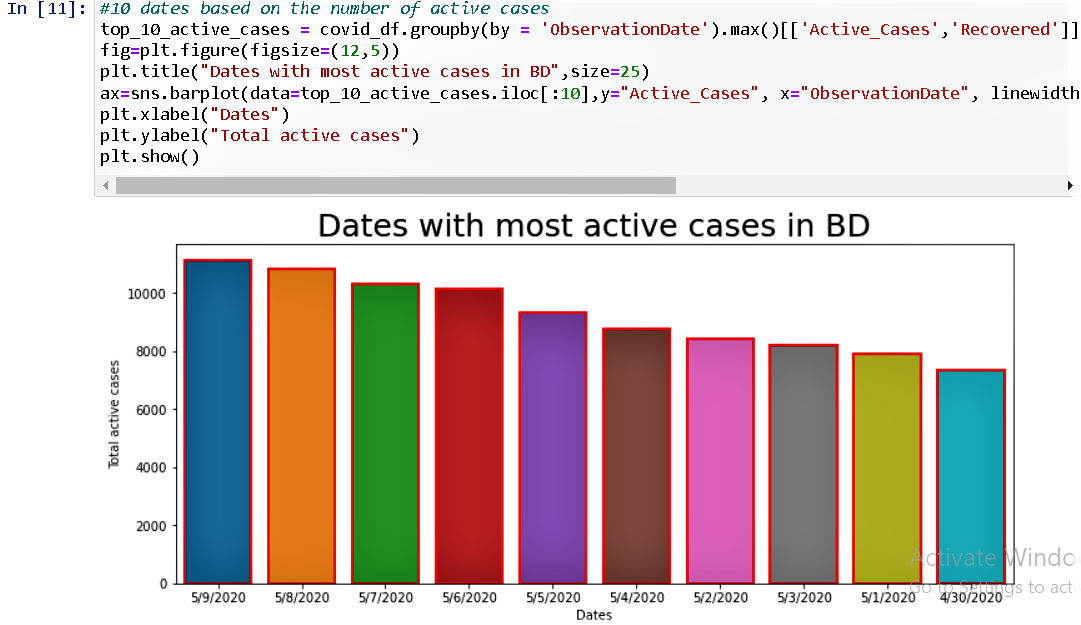 In [11]: #10 dates based on the number of active cases
top_10_active_cases = covid_df.groupby(by = 'ObservationDate').max()[['Active_Cases','Recovered']]
fig=plt.figure(figsize=(12,5))
plt.title("Dates with most active cases in BD",size=25)
ax=sns.barplot(data=top_10_active_cases.iloc[:10],y="Active_Cases", x="ObservationDate", linewidth
plt.xlabel("Dates")
plt.ylabel("Total active cases")
plt.show()
Dates with most active cases in BD
Total active cases
10000
8000
6000
4000
2000
0
5/9/2020 5/8/2020 5/7/2020 5/6/2020 5/5/2020 5/4/2020 5/2/2020 5/3/2020 5/1/2020 4/30/2020
Dates
Activate Windo
Go to Settings to acti